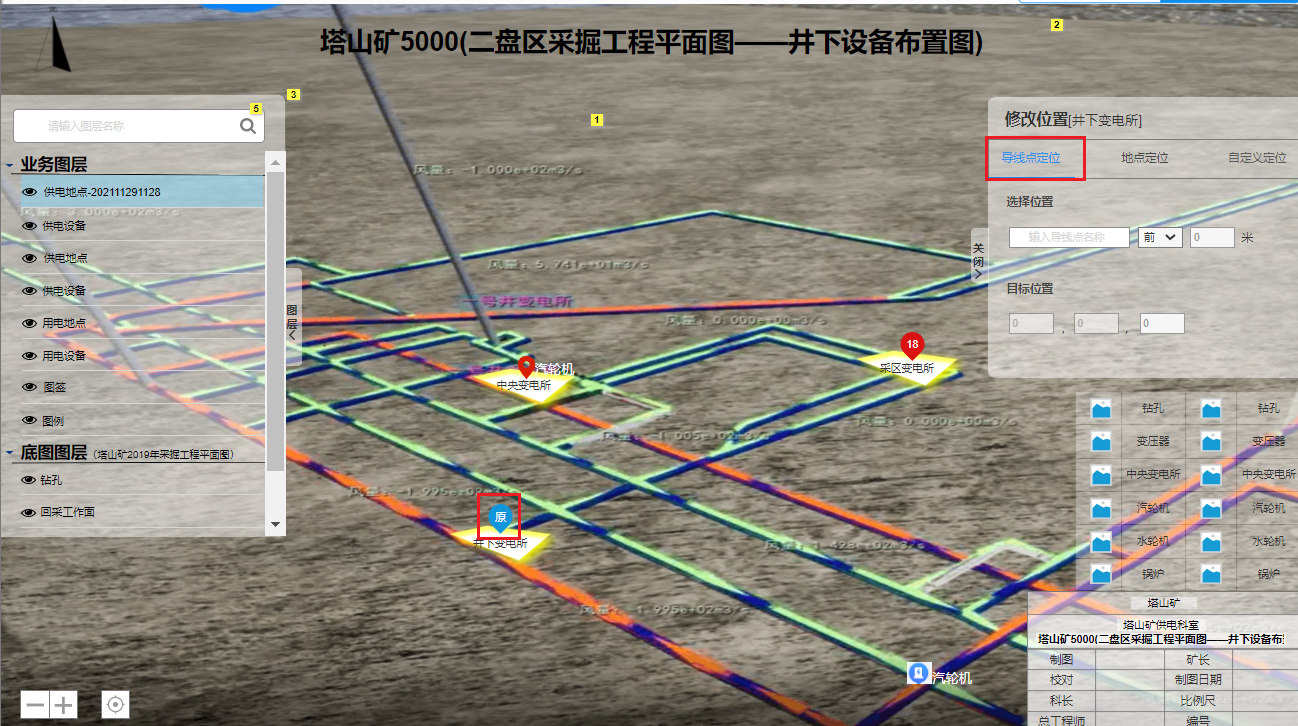 塔山矿5000(二盘区采掘工程平面图——井下设备布置图)
2
3
5
1
请输入图层名称
业务图层
供电地点-202111291128
供电设备
供电地点
供电设备
用电地点
用电设备
图签
图例
底图图层 (塔山矿2019年采掘工程平面图)
钻孔
回采工作面
图层
修改位置[井下变电所]
导线点定位 地点定位 自定义定位
选择位置
输入导线点名称 前 0 米
目标位置
0 , 0 , 0
关闭
风量: -1.000e+02m3/s
风量: 3.000e+02m3/s
风量: 5.741e+01m3/s
一号井变电所
风量: 0.000e+00m3/s
18
采区变电所
汽轮机
中央变电所
风量: 0.000e+00m3/s
风量: -1.005e+02m3/s
风量: -1.995e+02m3/s
原
井下变电所
风量: 1.428e+02m3/s
风量: -1.995e+02m3/s
汽轮机
钻孔 钻孔
变压器 变压器
中央变电所 中央变电所
汽轮机 汽轮机
水轮机 水轮机
锅炉 锅炉
塔山矿
塔山矿供电科室
塔山矿5000(二盘区采掘工程平面图——井下设备布
制图 矿长
校对 制图日期
科长 比例尺
总工程师 编号